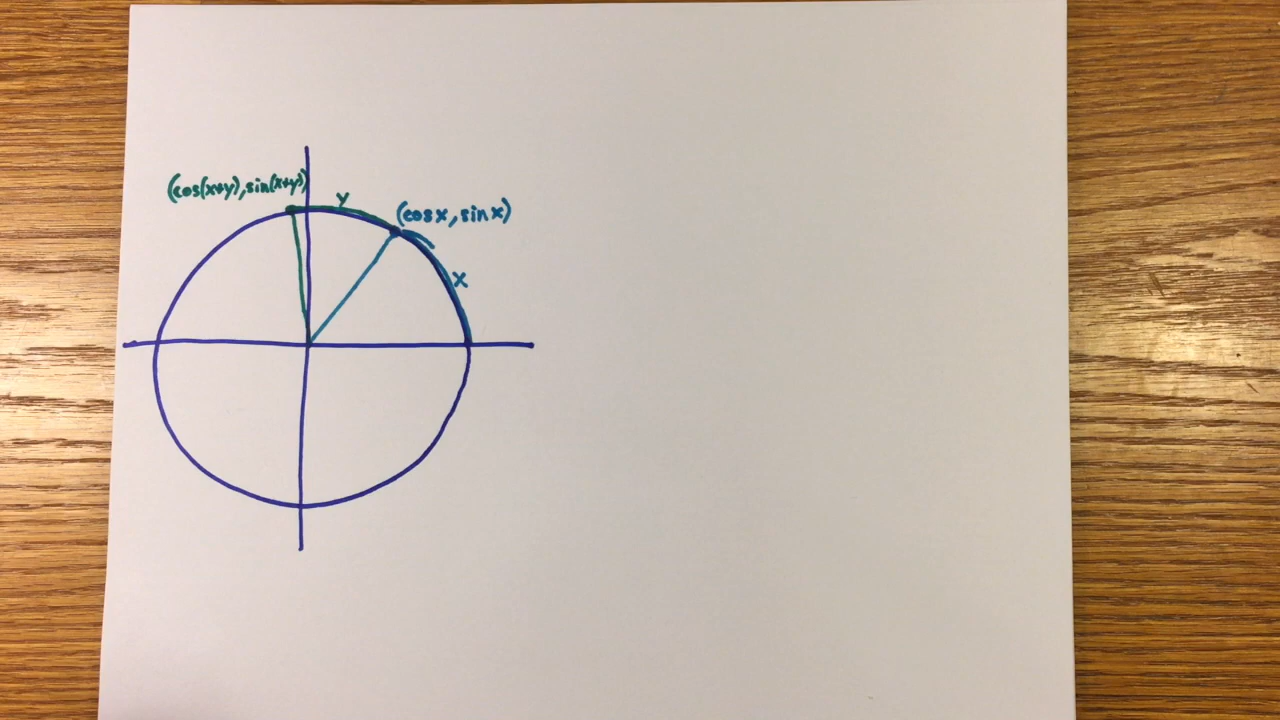 (cos(x+y), sin(x+y))
y
(cos x, sin x)
x